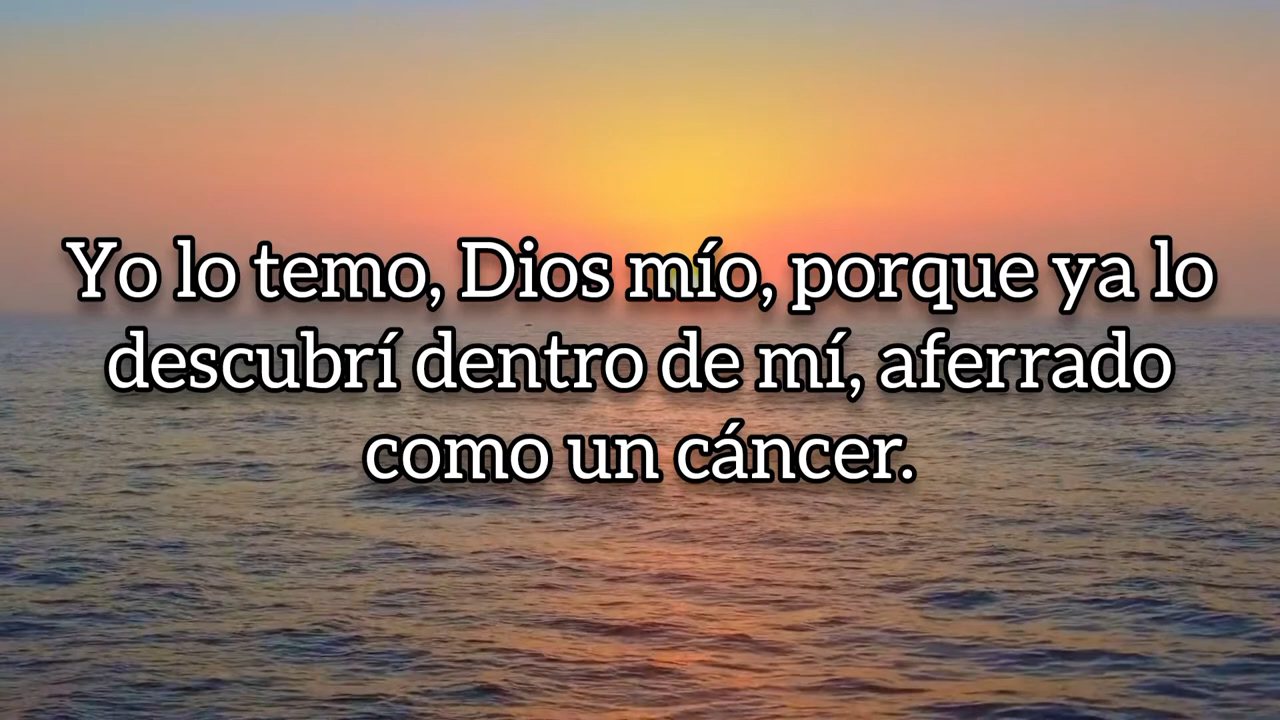 Yo lo temo, Dios mío, porque ya lo
descubrí dentro de mí, aferrado
como un cáncer.